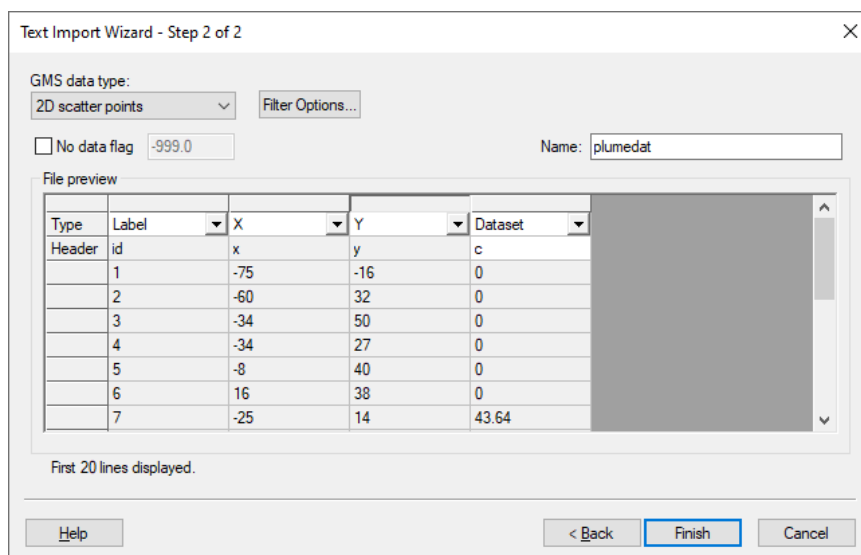 Text Import Wizard - Step 2 of 2
GMS data type:
2D scatter points Filter Options...
No data flag -999.0 Name: plumedat
File preview
Type Label X Y Dataset
Header id x y c
1 -75 -16 0
2 -60 32 0
3 -34 50 0
4 -34 27 0
5 -8 40 0
6 16 38 0
7 -25 14 43.64
First 20 lines displayed.
Help < Back Finish Cancel